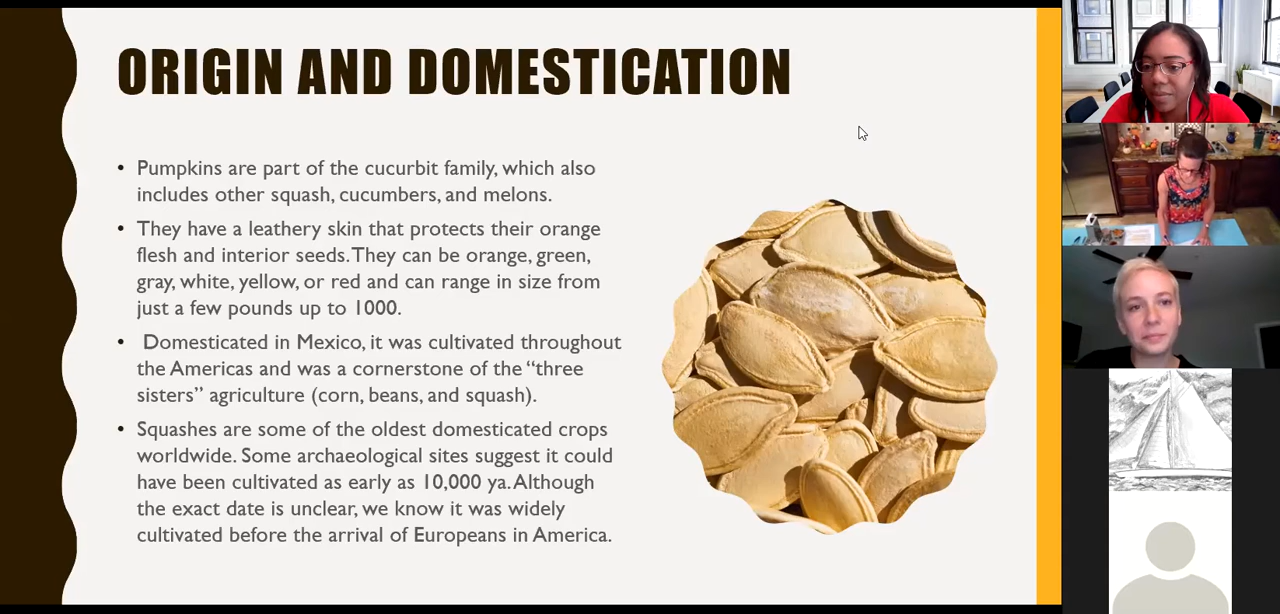 ORIGIN AND DOMESTICATION
• Pumpkins are part of the cucurbit family, which also
includes other squash, cucumbers, and melons.
• They have a leathery skin that protects their orange
flesh and interior seeds. They can be orange, green,
gray, white, yellow, or red and can range in size from
just a few pounds up to 1000.
• Domesticated in Mexico, it was cultivated throughout
the Americas and was a cornerstone of the “three
sisters” agriculture (corn, beans, and squash).
• Squashes are some of the oldest domesticated crops
worldwide. Some archaeological sites suggest it could
have been cultivated as early as 10,000 ya. Although
the exact date is unclear, we know it was widely
cultivated before the arrival of Europeans in America.